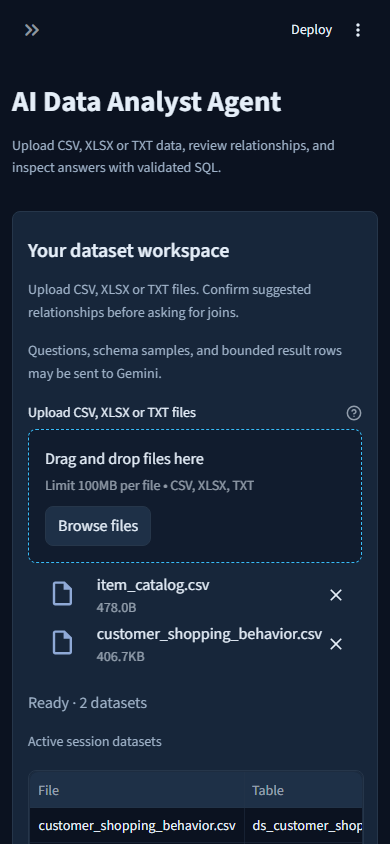 Deploy
AI Data Analyst Agent
Upload CSV, XLSX or TXT data, review relationships, and
inspect answers with validated SQL.
Your dataset workspace
Upload CSV, XLSX or TXT files. Confirm suggested
relationships before asking for joins.
Questions, schema samples, and bounded result rows
may be sent to Gemini.
Upload CSV, XLSX or TXT files
Drag and drop files here
Limit 100MB per file • CSV, XLSX, TXT
Browse files
item_catalog.csv
478.0B
customer_shopping_behavior.csv
406.7KB
Ready · 2 datasets
Active session datasets
File Table
customer_shopping_behavior.csv ds_customer_shop